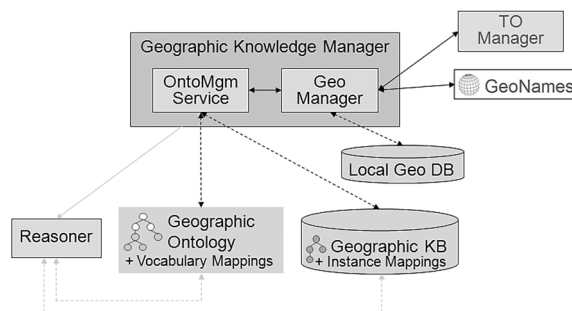 TO
Manager
Geographic Knowledge Manager
OntoMgm
Service
Geo
Manager
GeoNames
Local Geo DB
Reasoner
Geographic
Ontology
+ Vocabulary Mappings
Geographic KB
+ Instance Mappings